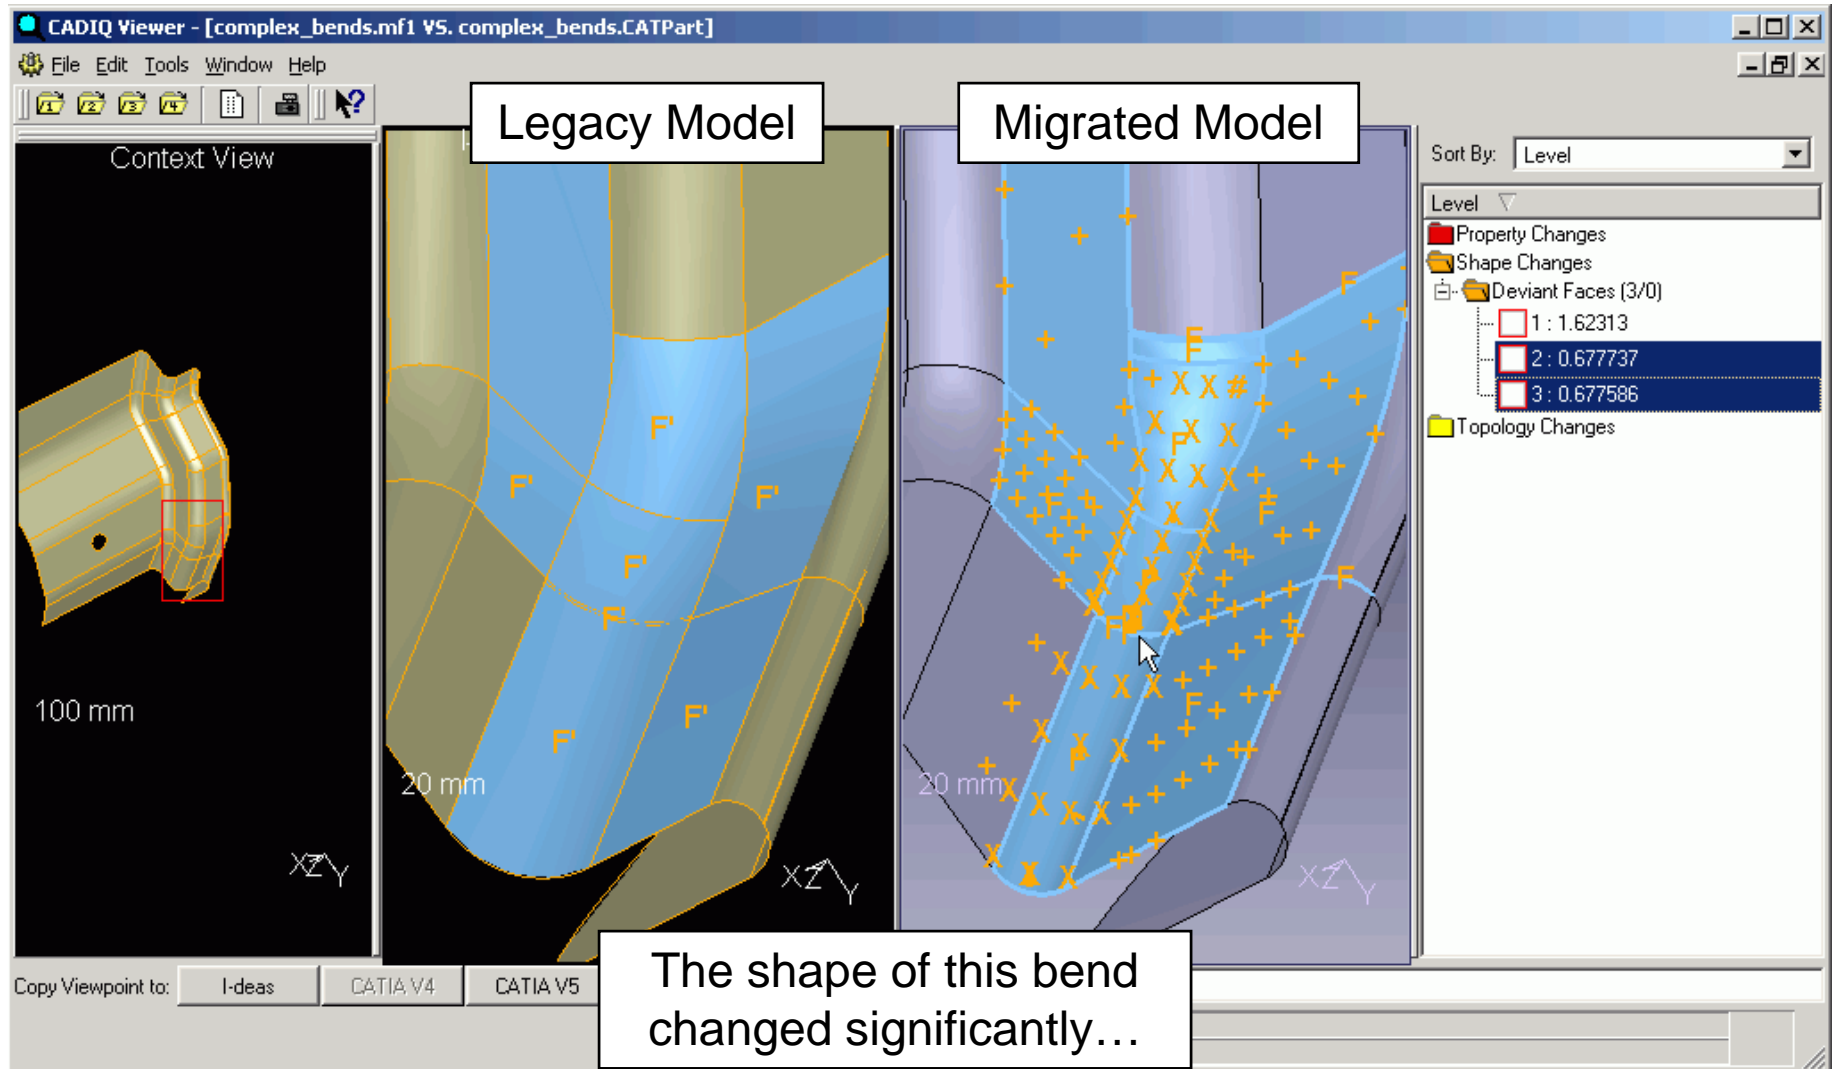 CADIQ Viewer - [complex_bends.mf1 VS. complex_bends.CATPart]
File Edit Tools Window Help
Legacy Model
Migrated Model
Context View
Sort By: Level
Level
Property Changes
Shape Changes
Deviant Faces (3/0)
1 : 1.62313
2 : 0.677737
3 : 0.677586
Topology Changes
F'
F'
F'
F'
F'
F'
F'
100 mm
20 mm
20 mm
X Z Y
X Z Y
X Z Y
Copy Viewpoint to: I-deas CATIA V4 CATIA V5
The shape of this bend
changed significantly…